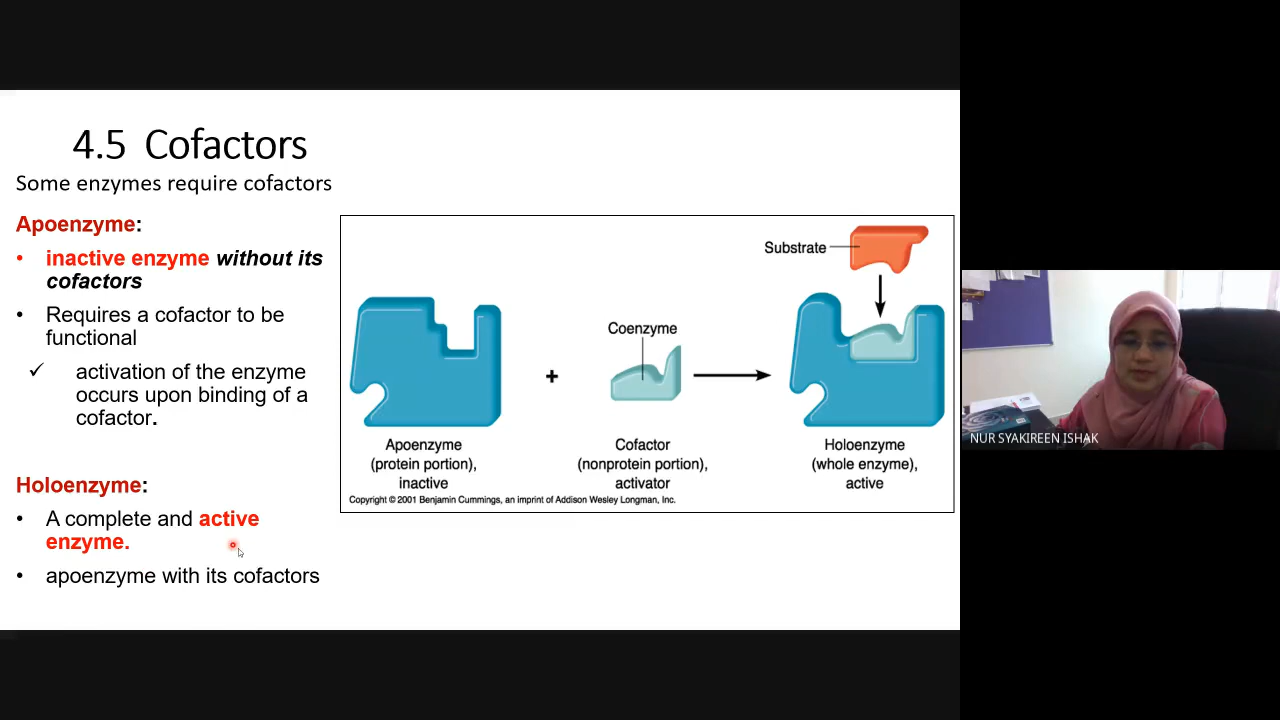 4.5 Cofactors
Some enzymes require cofactors
Apoenzyme:
• inactive enzyme without its
cofactors
• Requires a cofactor to be
functional
✓ activation of the enzyme
occurs upon binding of a
cofactor.
Holoenzyme:
• A complete and active
enzyme.
• apoenzyme with its cofactors
Substrate
Coenzyme
+
Apoenzyme
(protein portion),
inactive
Cofactor
(nonprotein portion),
activator
Holoenzyme
(whole enzyme),
active
Copyright © 2001 Benjamin Cummings, an imprint of Addison Wesley Longman, Inc.
NUR SYAKIREEN ISHAK